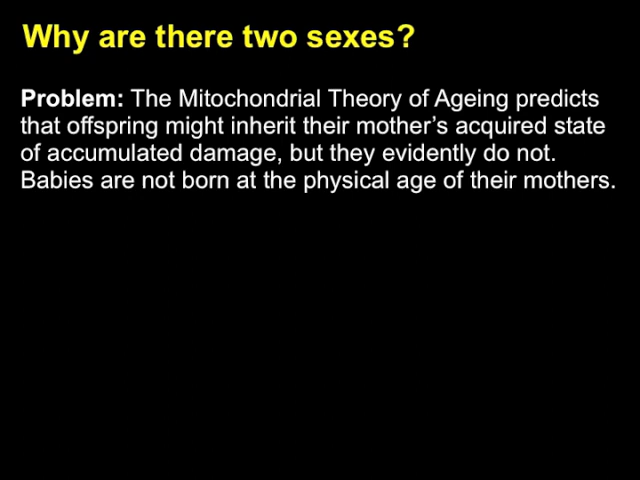 Why are there two sexes?
Problem: The Mitochondrial Theory of Ageing predicts
that offspring might inherit their mother’s acquired state
of accumulated damage, but they evidently do not.
Babies are not born at the physical age of their mothers.